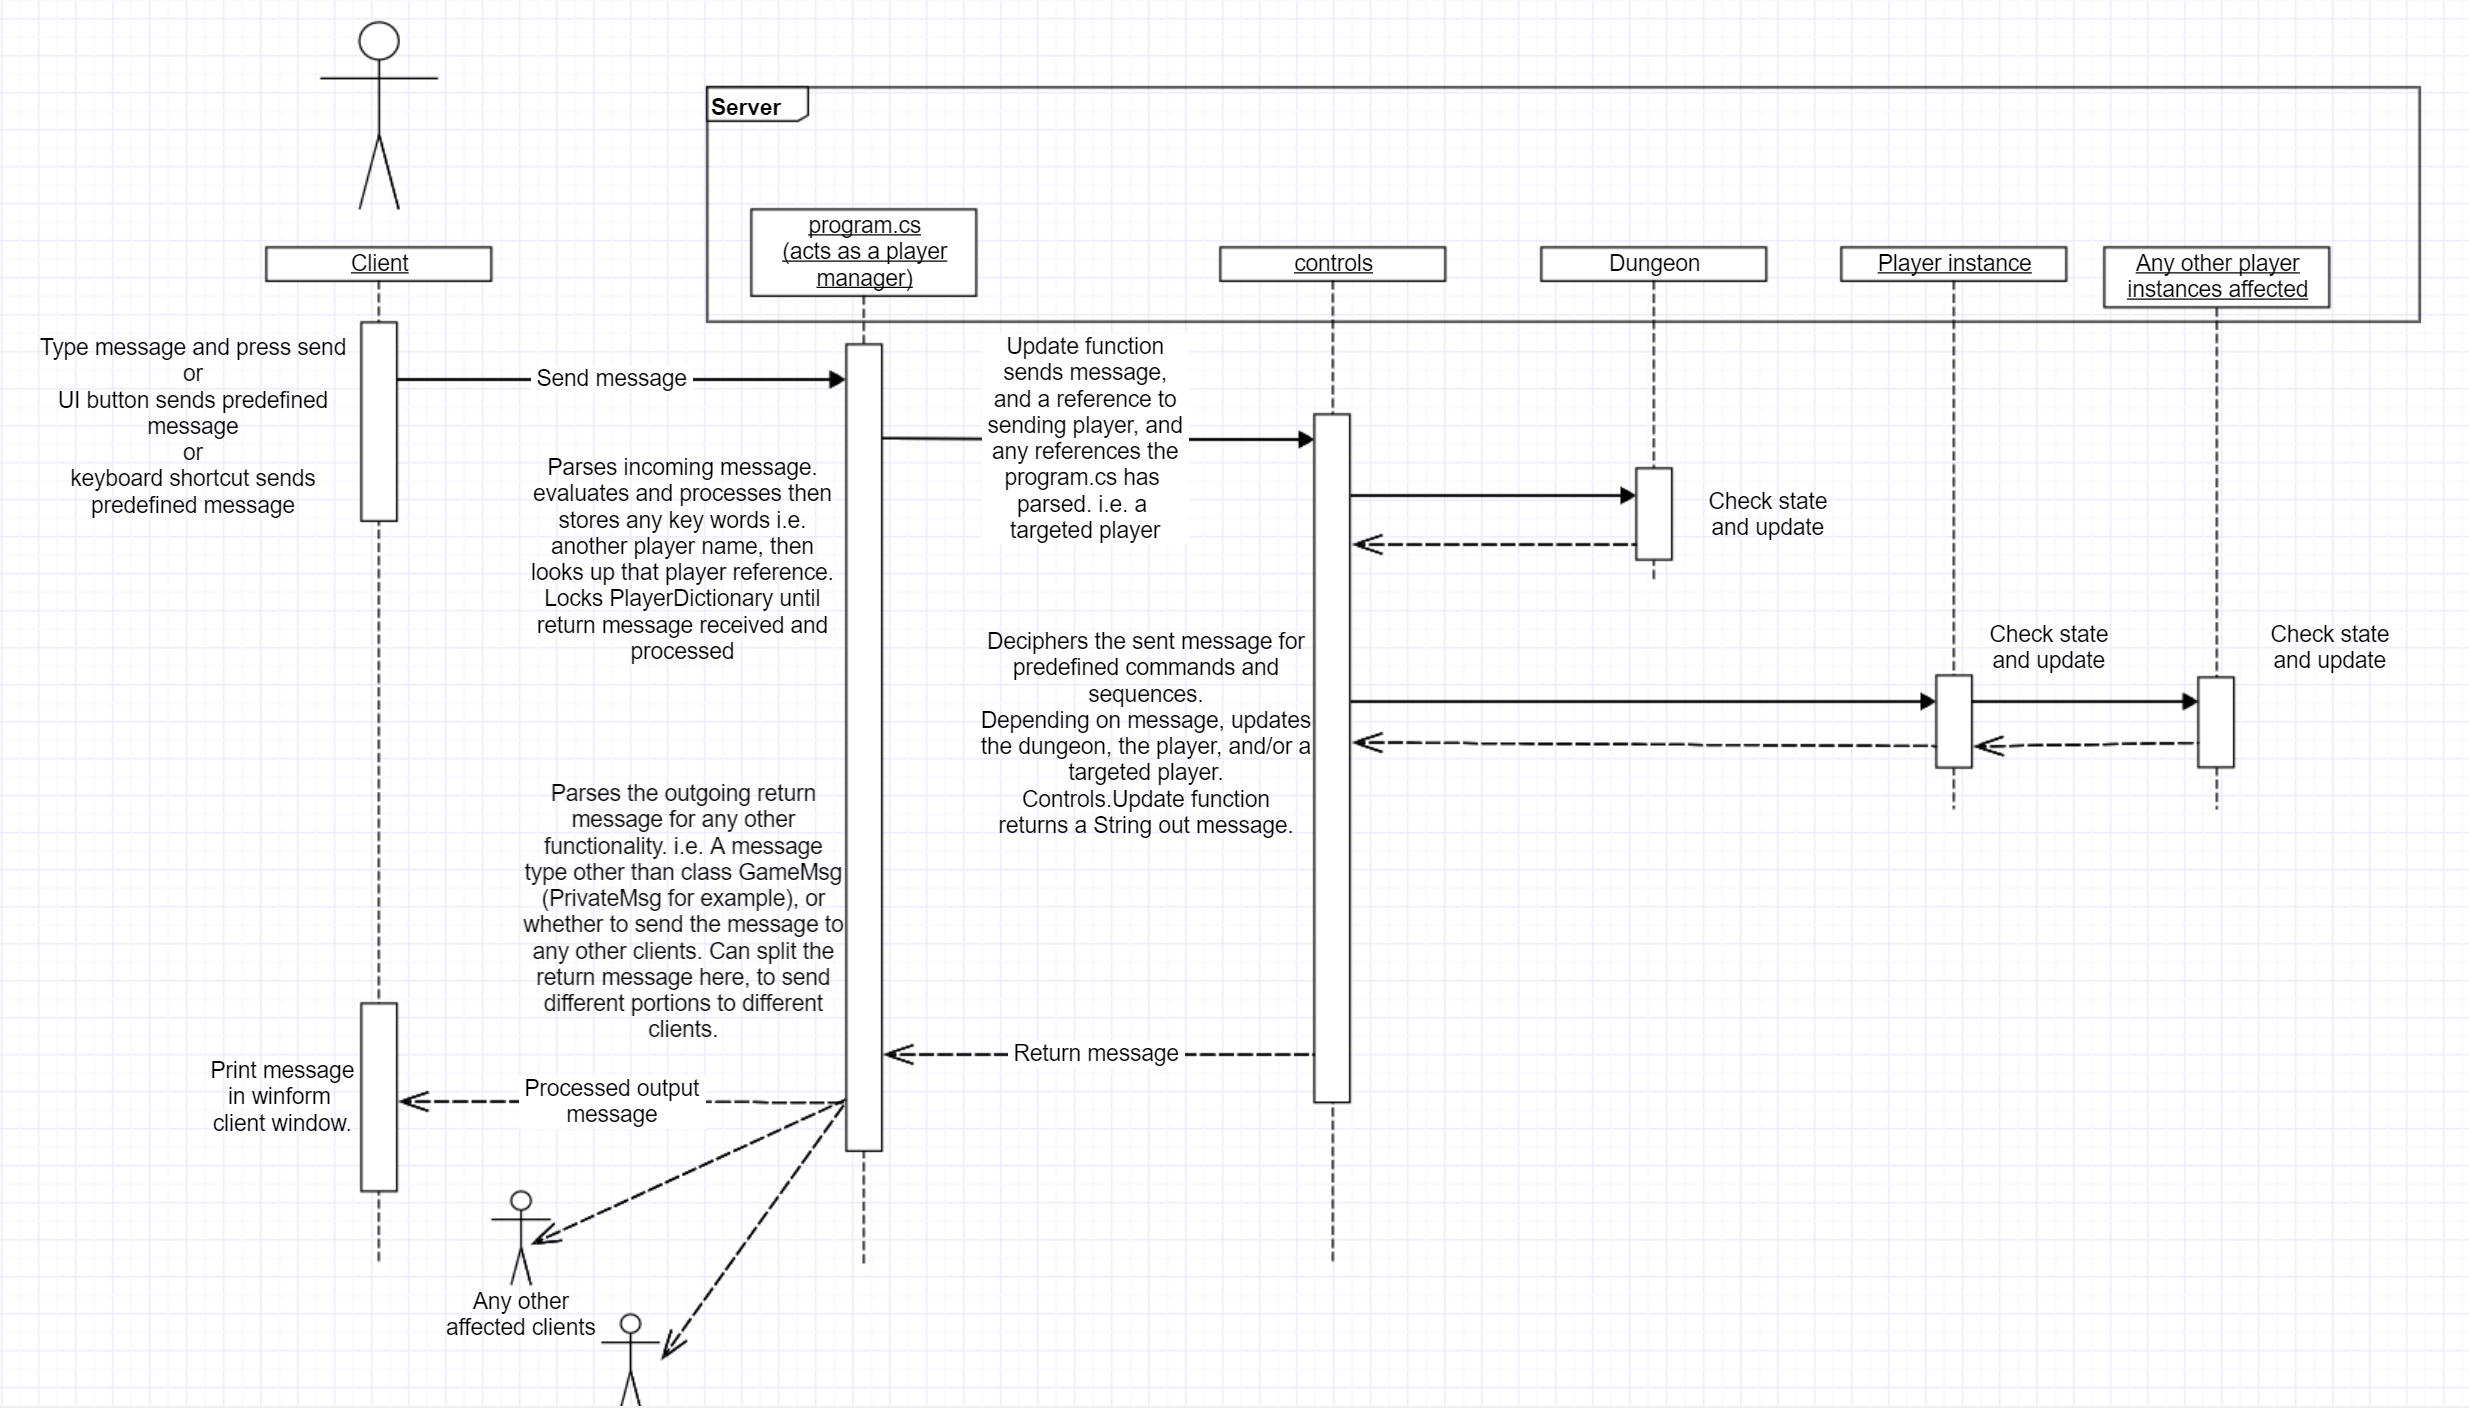 Server
program.cs
(acts as a player
manager)
Client
controls
Dungeon
Player instance
Any other player
instances affected
Type message and press send
or
UI button sends predefined
message
or
keyboard shortcut sends
predefined message
Send message
Update function
sends message,
and a reference to
sending player, and
any references the
program.cs has
parsed. i.e. a
targeted player
Parses incoming message.
evaluates and processes then
stores any key words i.e.
another player name, then
looks up that player reference.
Locks PlayerDictionary until
return message received and
processed
Check state
and update
Deciphers the sent message for
predefined commands and
sequences.
Depending on message, updates
the dungeon, the player, and/or a
targeted player.
Controls.Update function
returns a String out message.
Check state
and update
Check state
and update
Parses the outgoing return
message for any other
functionality. i.e. A message
type other than class GameMsg
(PrivateMsg for example), or
whether to send the message to
any other clients. Can split the
return message here, to send
different portions to different
clients.
Return message
Print message
in winform
client window.
Processed output
message
Any other
affected clients